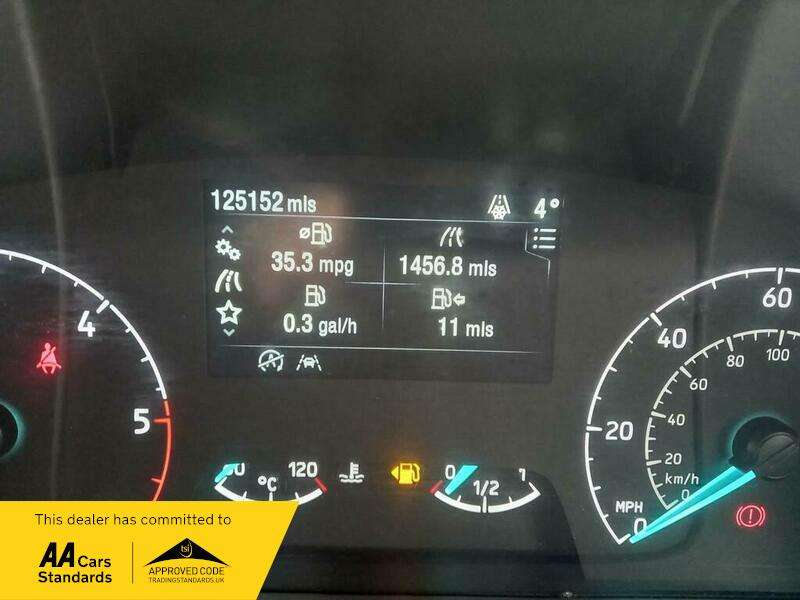 125152 mls
4°
35.3 mpg
1456.8 mls
0.3 gal/h
11 mls
4
5
120
°C
0
1/2
1
60
40
20
0
MPH
100
80
60
40
20
km/h
0
This dealer has committed to
AA Cars
Standards
tsi
APPROVED CODE
TRADINGSTANDARDS.UK